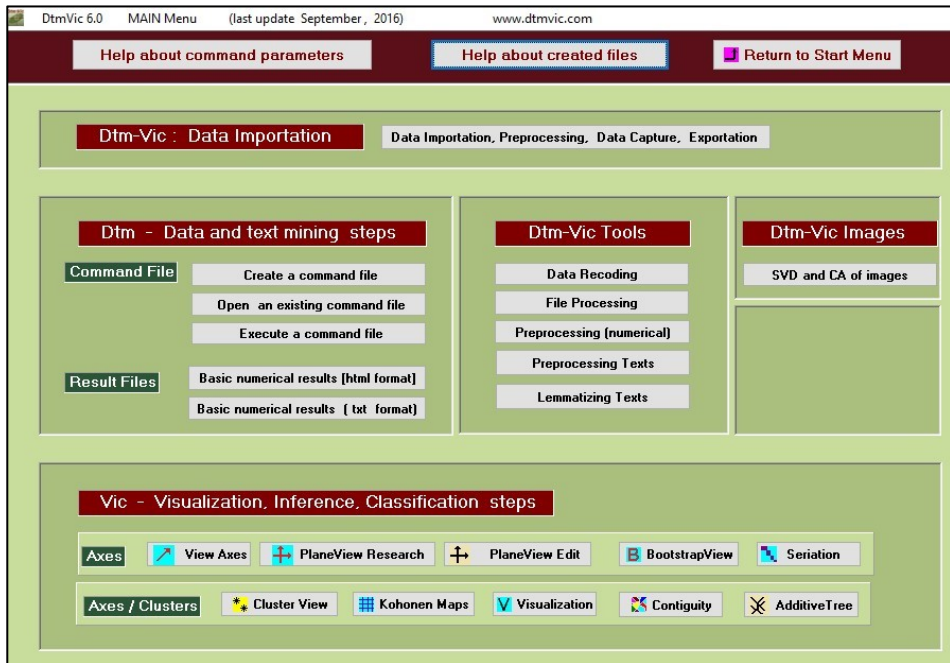 DtmVic 6.0 MAIN Menu (last update September, 2016) www.dtmvic.com
Help about command parameters Help about created files Return to Start Menu
Dtm-Vic : Data Importation Data Importation, Preprocessing, Data Capture, Exportation
Dtm - Data and text mining steps
Command File
Create a command file
Open an existing command file
Execute a command file
Result Files
Basic numerical results [html format]
Basic numerical results ( txt format)
Dtm-Vic Tools
Data Recoding
File Processing
Preprocessing (numerical)
Preprocessing Texts
Lemmatizing Texts
Dtm-Vic Images
SVD and CA of images
Vic - Visualization, Inference, Classification steps
Axes View Axes PlaneView Research PlaneView Edit B BootstrapView Seriation
Axes / Clusters Cluster View Kohonen Maps V Visualization Contiguity AdditiveTree